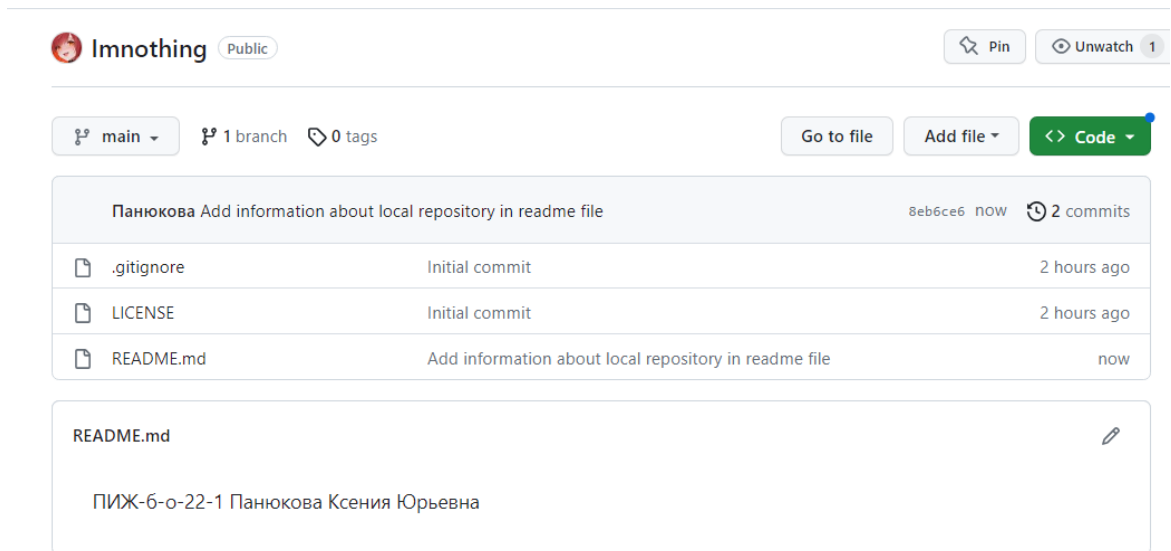 Imnothing Public Pin Unwatch 1
main 1 branch 0 tags Go to file Add file Code
Панюкова Add information about local repository in readme file 8eb6ce6 now 2 commits
.gitignore Initial commit 2 hours ago
LICENSE Initial commit 2 hours ago
README.md Add information about local repository in readme file now
README.md
ПИЖ-б-о-22-1 Панюкова Ксения Юрьевна